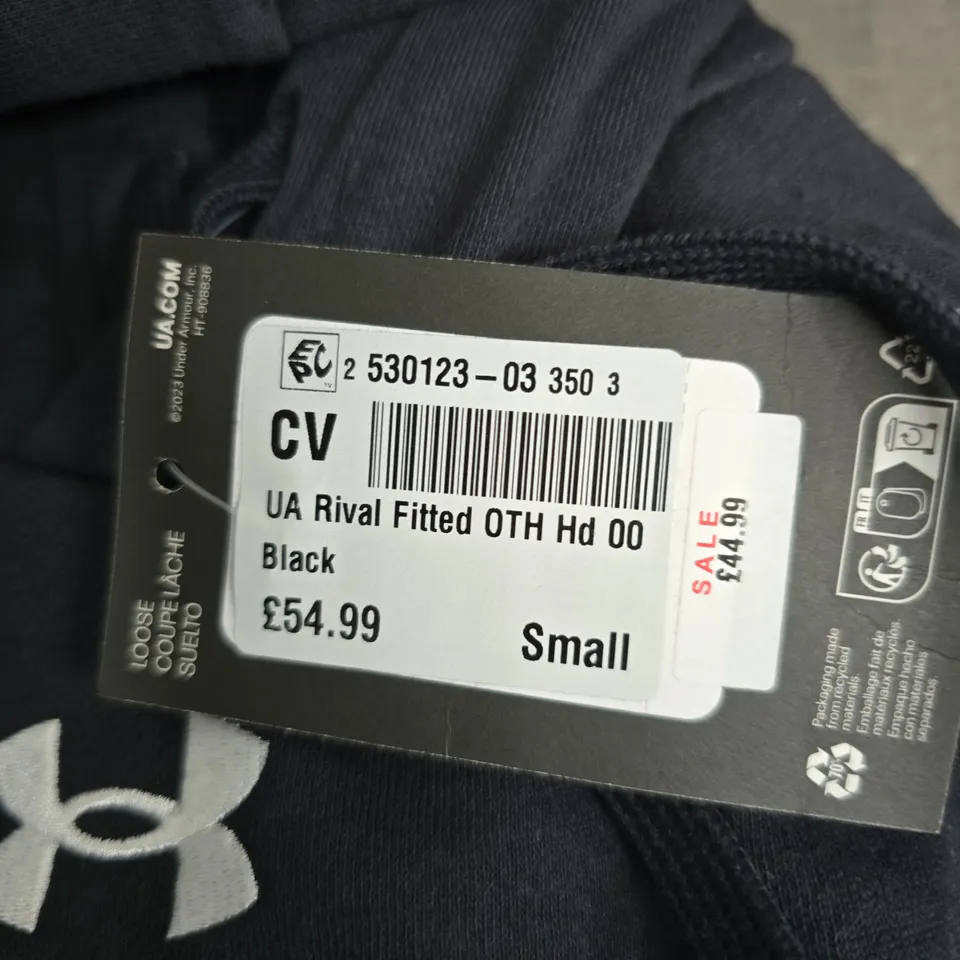 UA.COM
©2023 Under Armour, Inc.
HT-908836
EPC
2 530123-03 350 3
CV
UA Rival Fitted OTH Hd 00
Black
£54.99
Small
SALE
£44.99
LOOSE
COUPE LÂCHE
SUELTO
FR
Packaging made
from recycled
materials.
Emballage fait de
matériaux recyclés.
Empaque hecho
con materiales
separados.